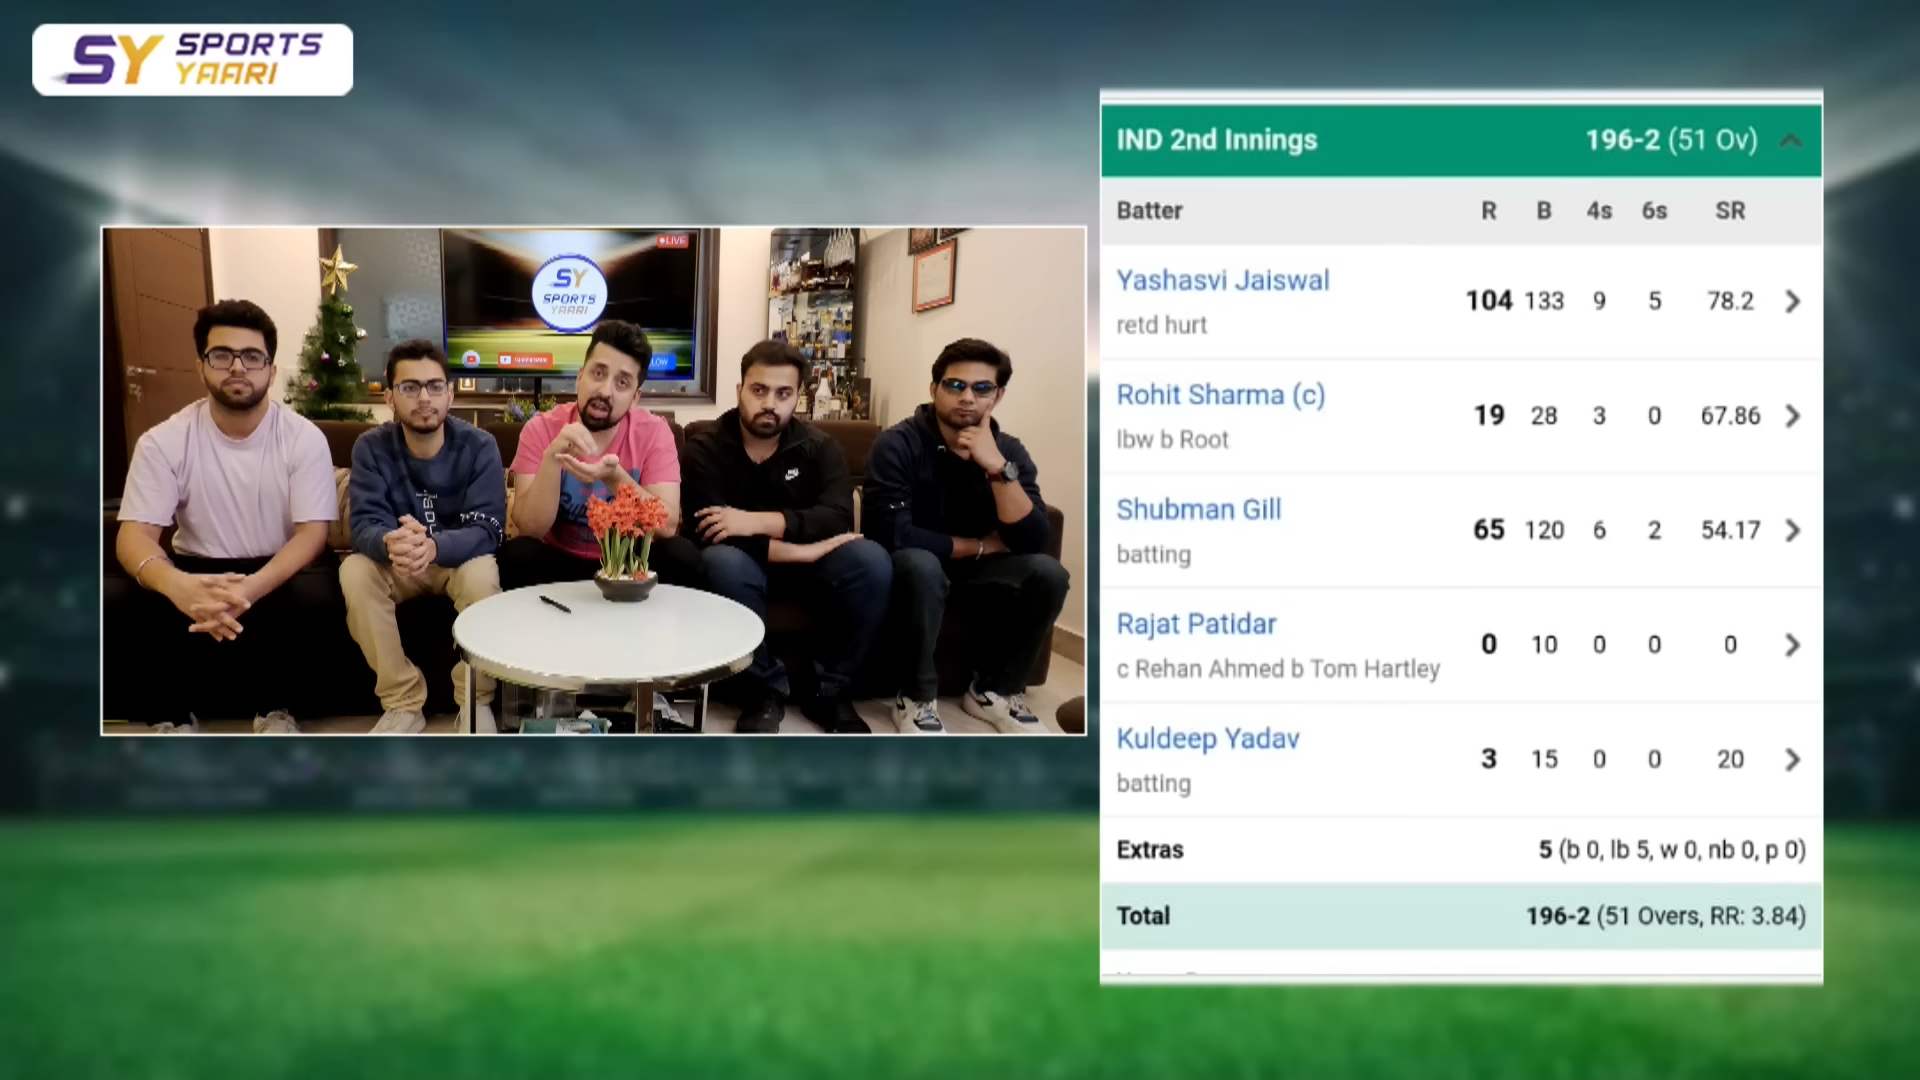 SY SPORTS
YAARI
LIVE
SY
SPORTS
YAARI
SUBSCRIBE
IND 2nd Innings 196-2 (51 Ov)
Batter R B 4s 6s SR
Yashasvi Jaiswal 104 133 9 5 78.2
retd hurt
Rohit Sharma (c) 19 28 3 0 67.86
lbw b Root
Shubman Gill 65 120 6 2 54.17
batting
Rajat Patidar 0 10 0 0 0
c Rehan Ahmed b Tom Hartley
Kuldeep Yadav 3 15 0 0 20
batting
Extras 5 (b 0, lb 5, w 0, nb 0, p 0)
Total 196-2 (51 Overs, RR: 3.84)